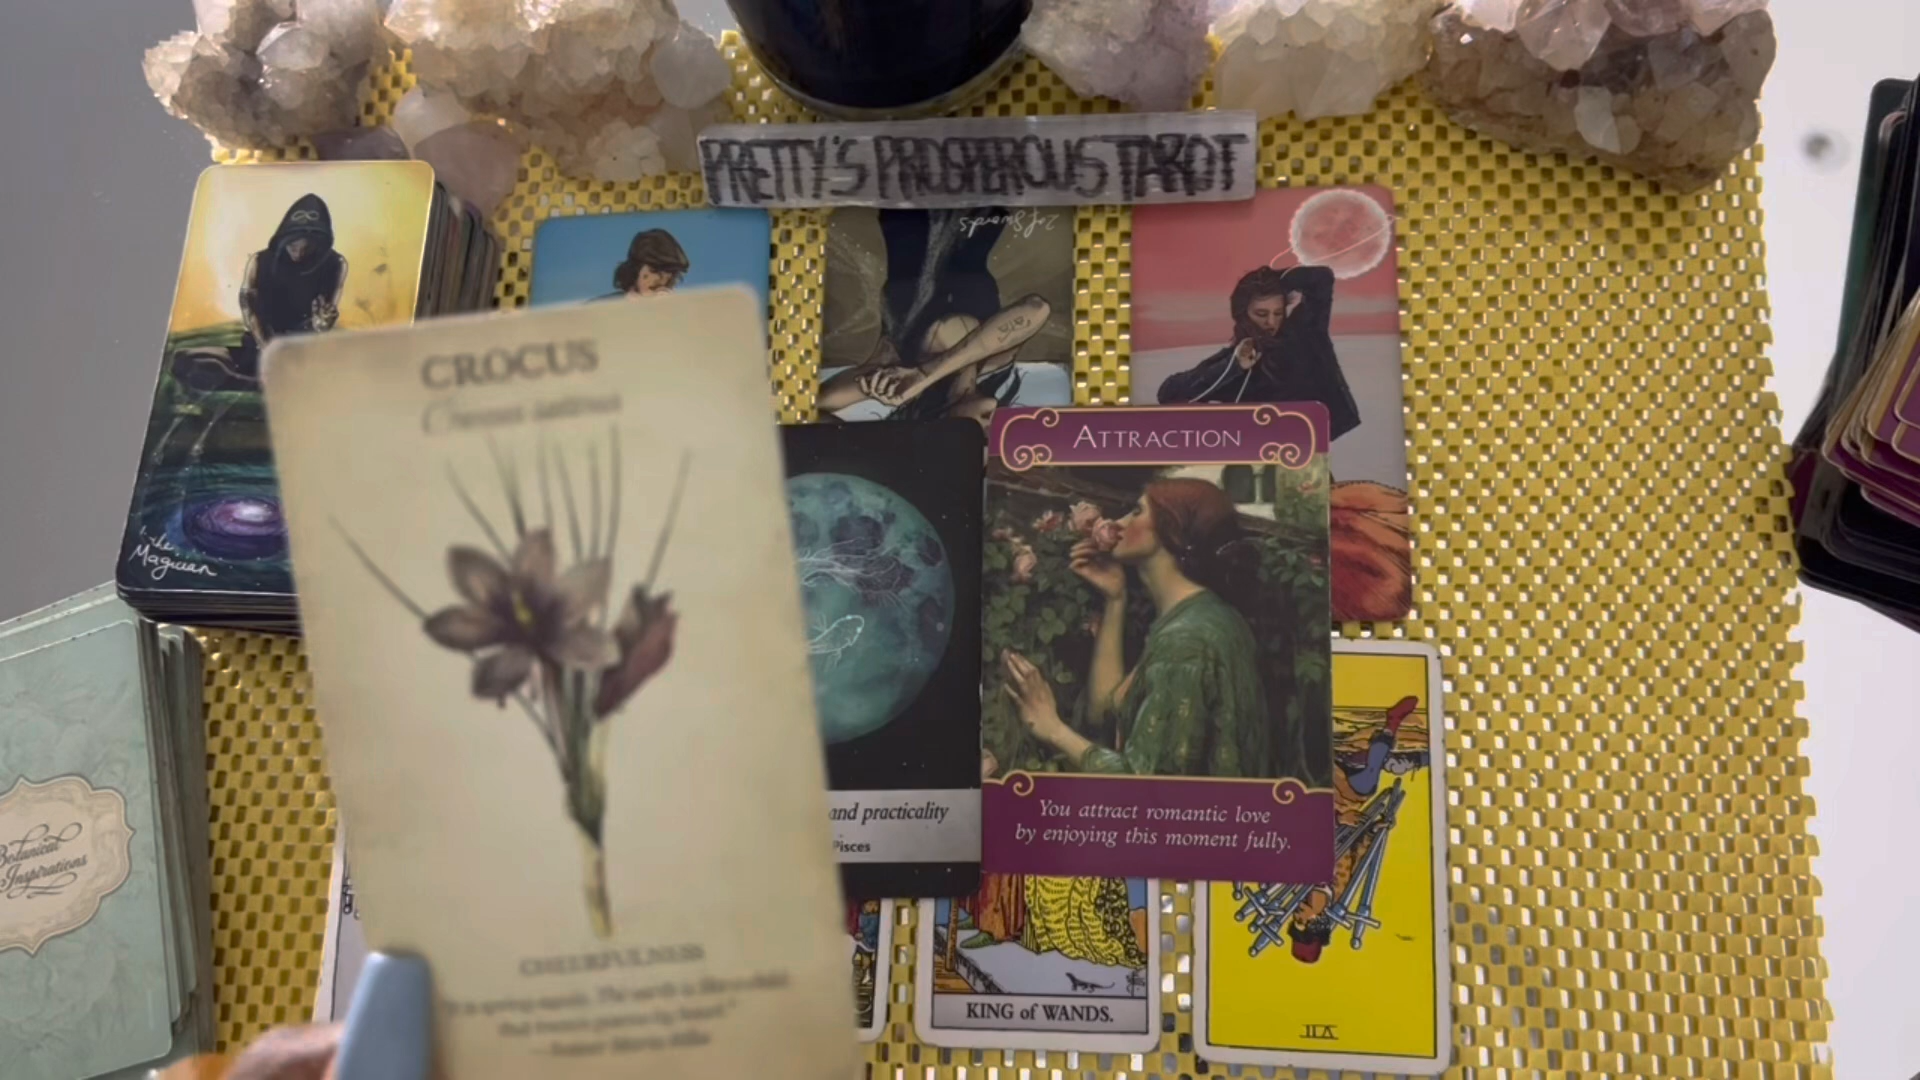 PRETTY'S PROSPEROUS TAROT
2 of Swords
CROCUS
ATTRACTION
the
Magician
You attract romantic love
by enjoying this moment fully.
and practicality
Pisces
Botanical
Inspirations
CHEERFULNESS
KING of WANDS.
VII